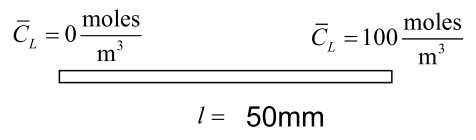 C̅_L = 0 moles/m³
C̅_L = 100 moles/m³
l = 50mm